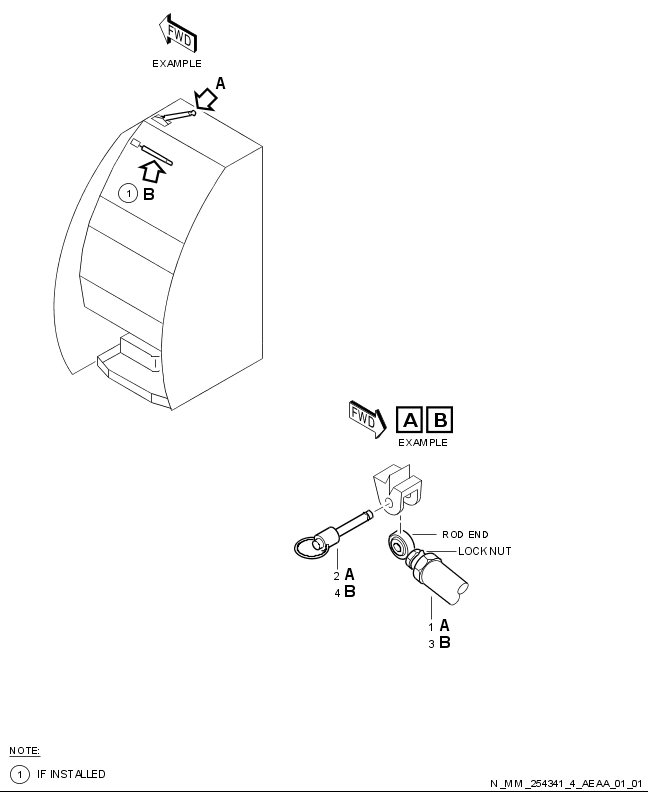 FWD
EXAMPLE
A
1 B
FWD A B
EXAMPLE
ROD END
LOCKNUT
2 A
4 B
1 A
3 B
NOTE:
1 IF INSTALLED
N_MM_254341_4_AEAA_01_01